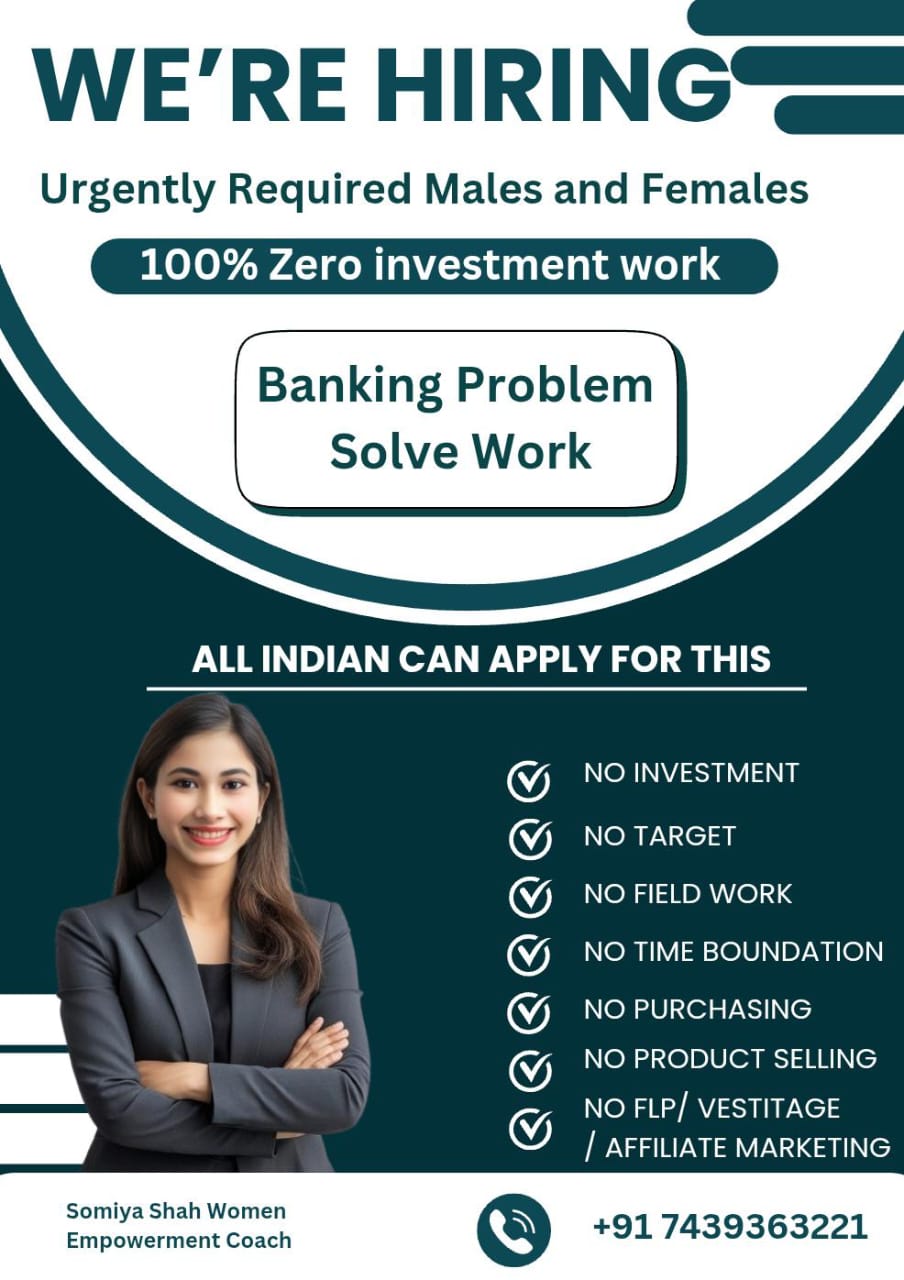 WE’RE HIRING
Urgently Required Males and Females
100% Zero investment work
Banking Problem
Solve Work
ALL INDIAN CAN APPLY FOR THIS
NO INVESTMENT
NO TARGET
NO FIELD WORK
NO TIME BOUNDATION
NO PURCHASING
NO PRODUCT SELLING
NO FLP/ VESTITAGE
/ AFFILIATE MARKETING
Somiya Shah Women
Empowerment Coach
+91 7439363221